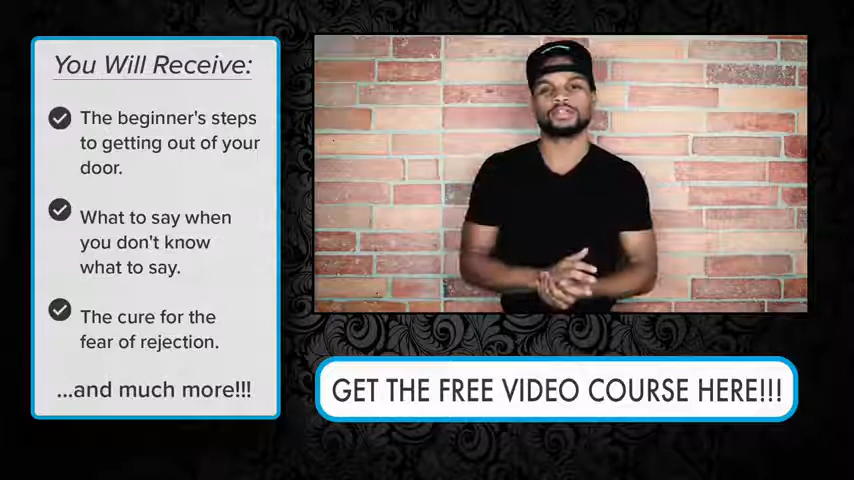 You Will Receive:
The beginner's steps
to getting out of your
door.
What to say when
you don't know
what to say.
The cure for the
fear of rejection.
...and much more!!!
GET THE FREE VIDEO COURSE HERE!!!